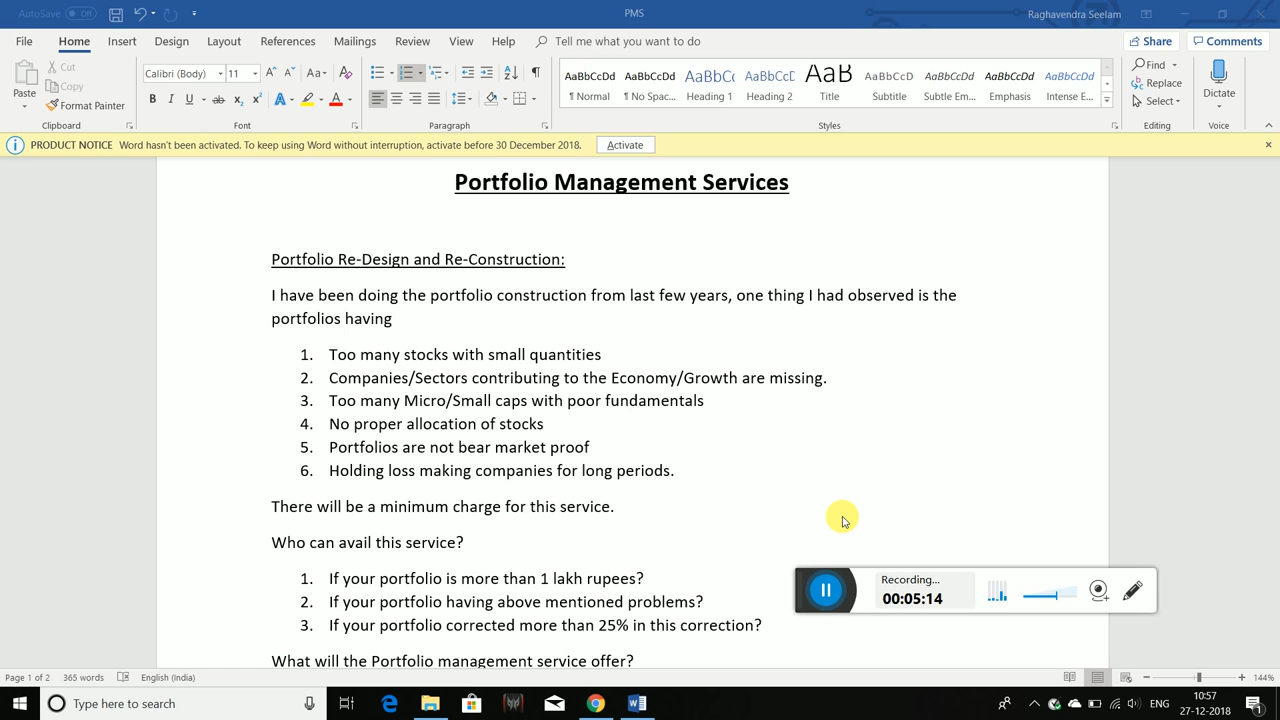 AutoSave Off
PMS
Raghavendra Seelam
File Home Insert Design Layout References Mailings Review View Help Tell me what you want to do
Share Comments
Paste
Cut
Copy
Format Painter
Clipboard
Calibri (Body) 11
Font
Paragraph
AaBbCcDd AaBbCcDd AaBbC AaBbCcD AaB AaBbCcD AaBbCcDd AaBbCcDd AaBbCcDd
¶ Normal ¶ No Spac... Heading 1 Heading 2 Title Subtitle Subtle Em... Emphasis Intense E...
Styles
Find
Replace
Select
Editing
Dictate
Voice
PRODUCT NOTICE Word hasn't been activated. To keep using Word without interruption, activate before 30 December 2018. Activate
Portfolio Management Services
Portfolio Re-Design and Re-Construction:
I have been doing the portfolio construction from last few years, one thing I had observed is the
portfolios having
1. Too many stocks with small quantities
2. Companies/Sectors contributing to the Economy/Growth are missing.
3. Too many Micro/Small caps with poor fundamentals
4. No proper allocation of stocks
5. Portfolios are not bear market proof
6. Holding loss making companies for long periods.
There will be a minimum charge for this service.
Who can avail this service?
1. If your portfolio is more than 1 lakh rupees?
2. If your portfolio having above mentioned problems?
3. If your portfolio corrected more than 25% in this correction?
What will the Portfolio management service offer?
Recording...
00:05:14
Page 1 of 2 365 words English (India) 144%
Type here to search
ENG
10:57
27-12-2018